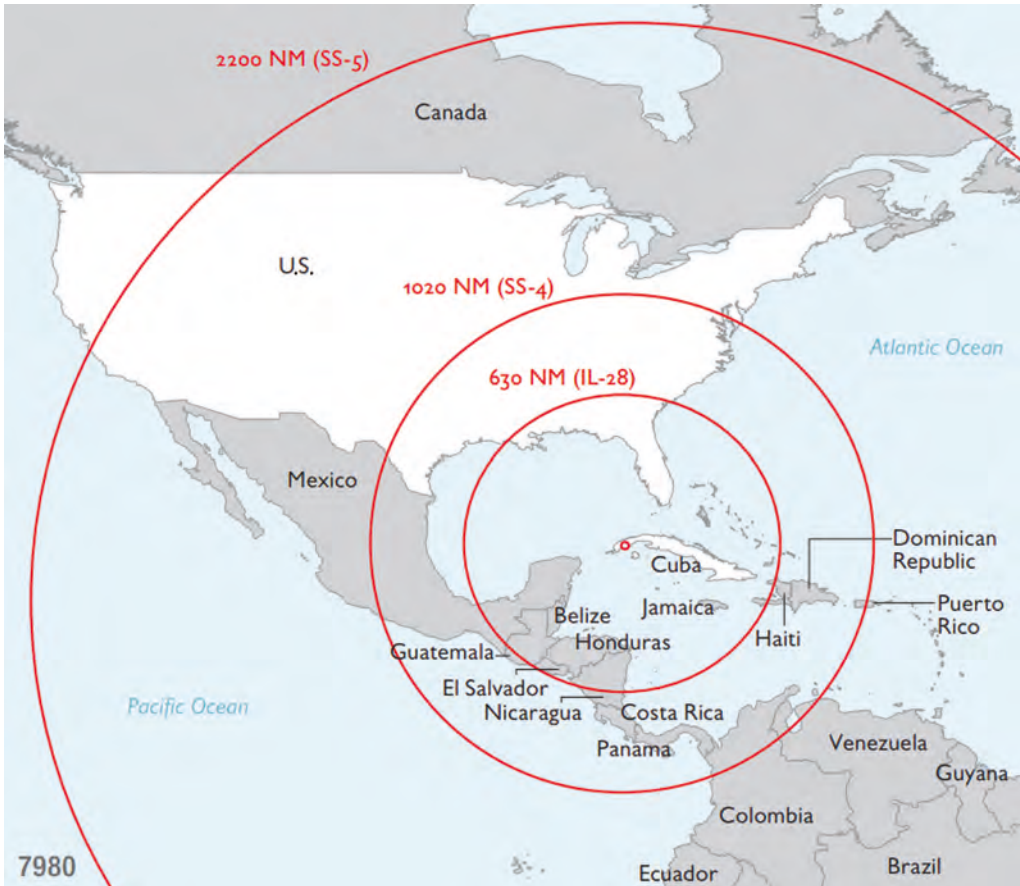 2200 NM (SS-5)
Canada
U.S.
1020 NM (SS-4)
Atlantic Ocean
630 NM (IL-28)
Mexico
Dominican
Republic
Cuba
Belize
Jamaica
Puerto
Rico
Haiti
Honduras
Guatemala
El Salvador
Nicaragua
Pacific Ocean
Costa Rica
Panama
Venezuela
Guyana
Colombia
7980
Ecuador
Brazil